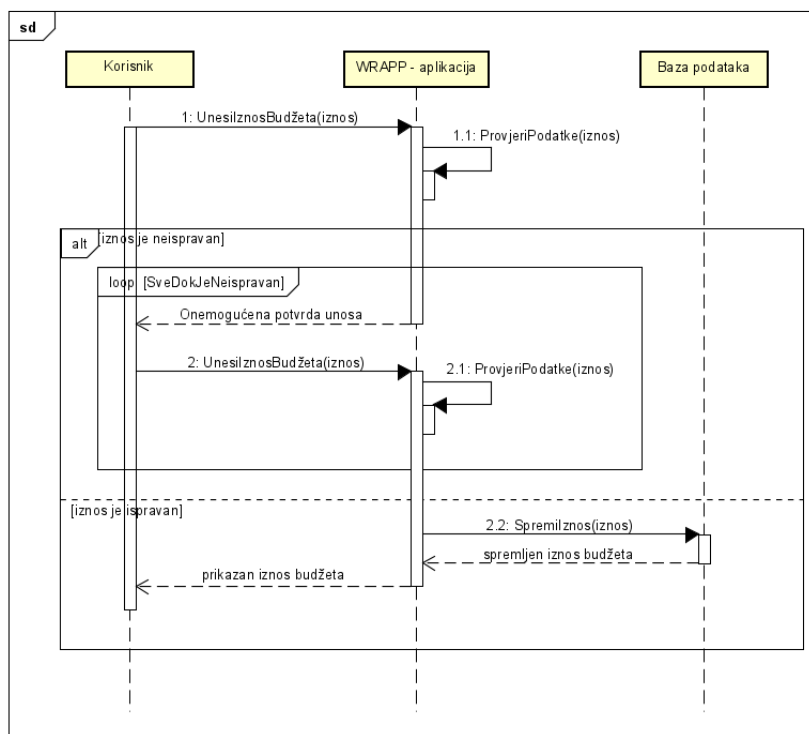 sd
Korisnik
WRAPP - aplikacija
Baza podataka
1: UnesiIznosBudžeta(iznos)
1.1: ProvjeriPodatke(iznos)
alt
[iznos je neispravan]
loop [SveDokJeNeispravan]
Onemogućena potvrda unosa
2: UnesiIznosBudžeta(iznos)
2.1: ProvjeriPodatke(iznos)
[iznos je ispravan]
2.2: SpremiIznos(iznos)
spremljen iznos budžeta
prikazan iznos budžeta